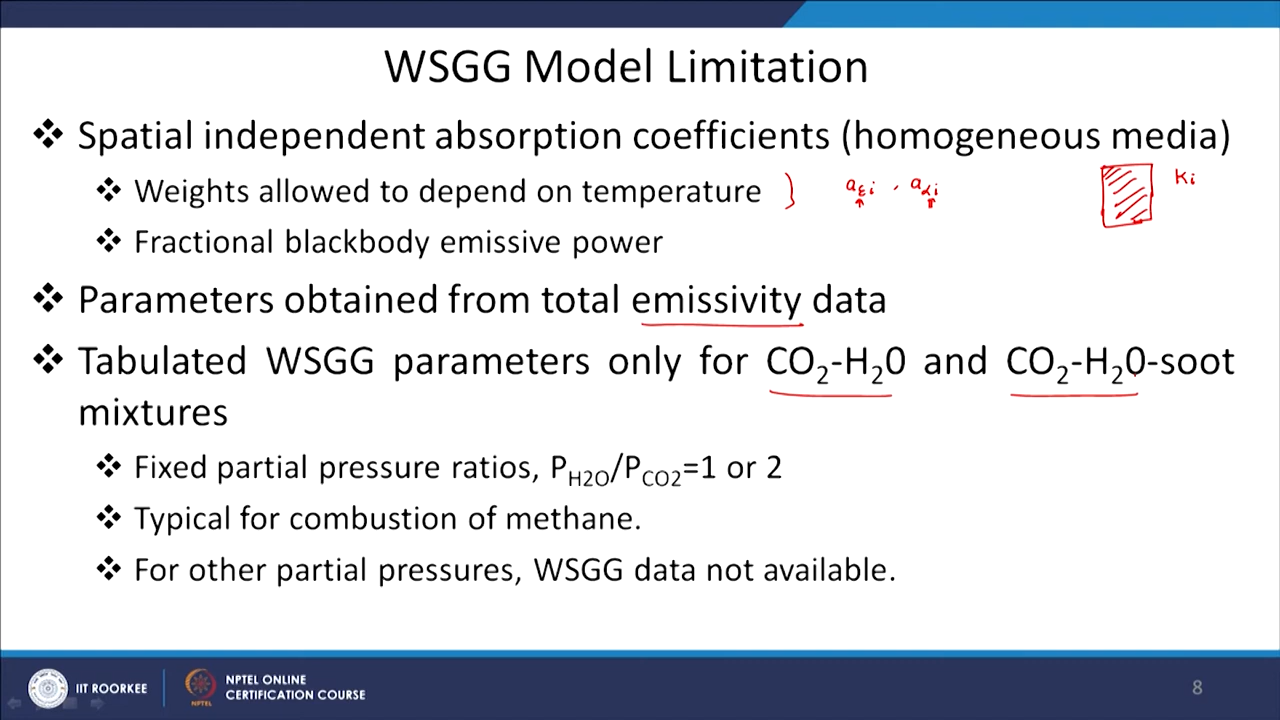 WSGG Model Limitation
❖ Spatial independent absorption coefficients (homogeneous media)
❖ Weights allowed to depend on temperature } aεi , aαi Ki
❖ Fractional blackbody emissive power
❖ Parameters obtained from total emissivity data
❖ Tabulated WSGG parameters only for CO2-H20 and CO2-H20-soot
mixtures
❖ Fixed partial pressure ratios, PH2O/PCO2=1 or 2
❖ Typical for combustion of methane.
❖ For other partial pressures, WSGG data not available.
IIT ROORKEE
NPTEL
NPTEL ONLINE
CERTIFICATION COURSE
8